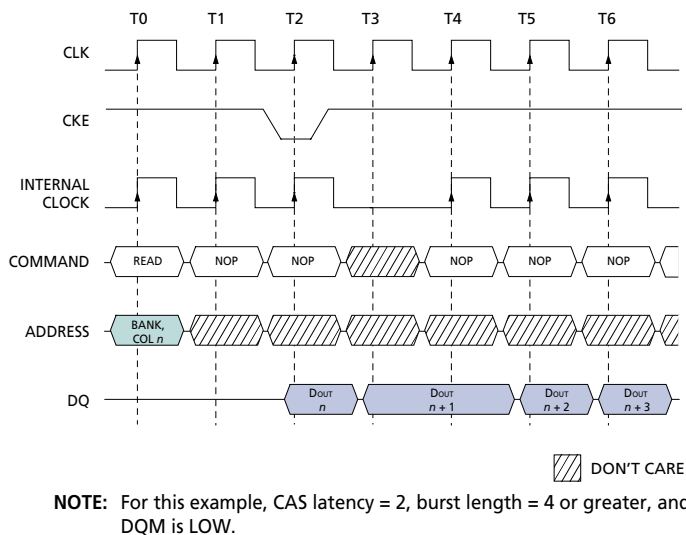 T0 T1 T2 T3 T4 T5 T6
CLK
CKE
INTERNAL
CLOCK
COMMAND READ NOP NOP NOP NOP NOP
ADDRESS BANK,
COL n
DQ DOUT DOUT DOUT DOUT
n n + 1 n + 2 n + 3
DON'T CARE
NOTE: For this example, CAS latency = 2, burst length = 4 or greater, and
DQM is LOW.